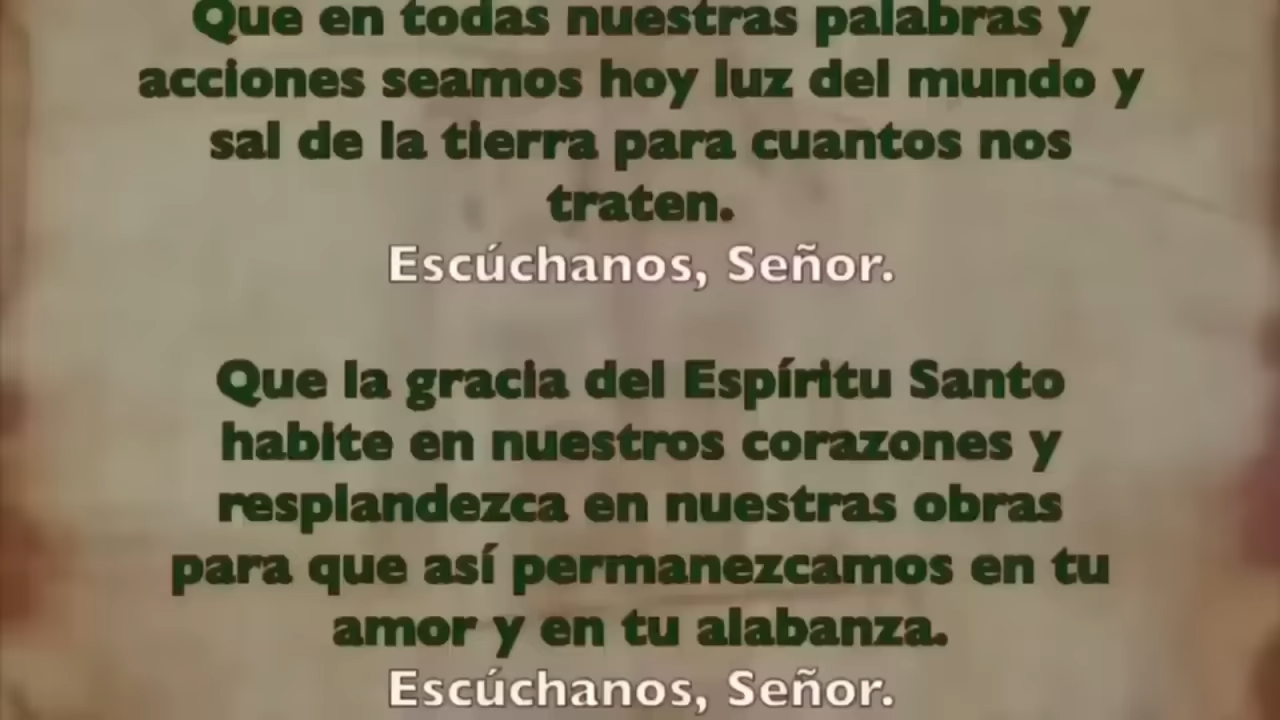 Que en todas nuestras palabras y
acciones seamos hoy luz del mundo y
sal de la tierra para cuantos nos
traten.
Escúchanos, Señor.
Que la gracia del Espíritu Santo
habite en nuestros corazones y
resplandezca en nuestras obras
para que así permanezcamos en tu
amor y en tu alabanza.
Escúchanos, Señor.